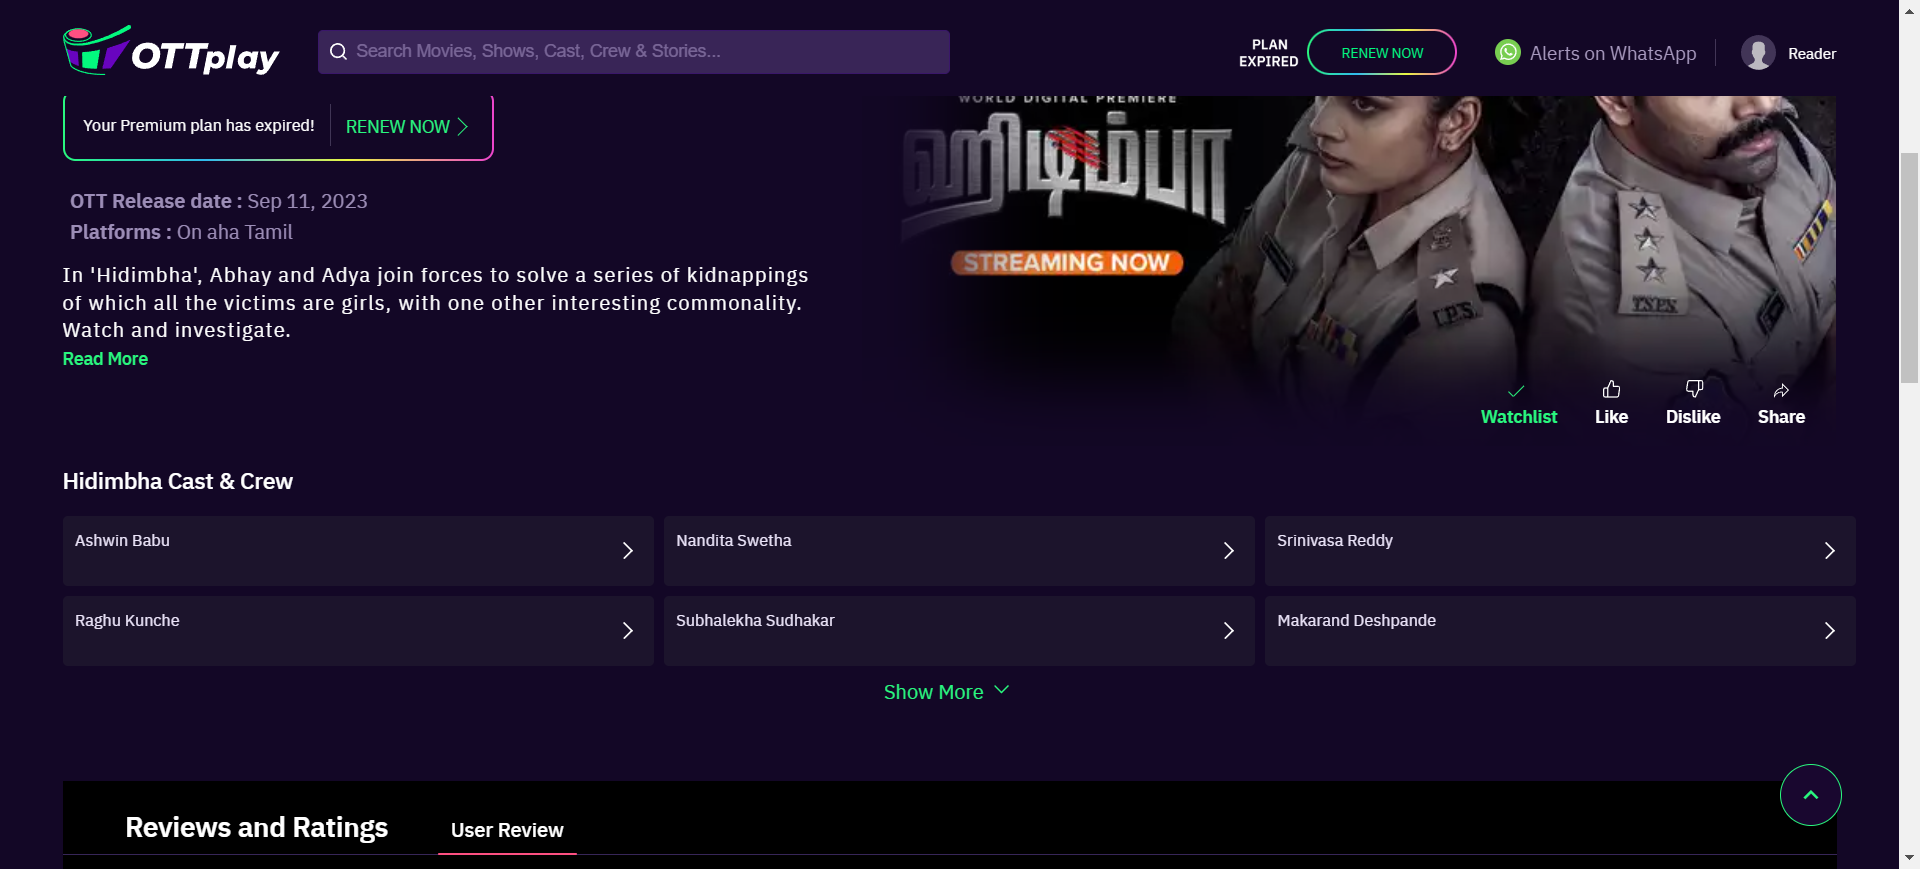 OTTplay
Search Movies, Shows, Cast, Crew & Stories...
PLAN
EXPIRED
RENEW NOW
Alerts on WhatsApp
Reader
Your Premium plan has expired!
RENEW NOW
WORLD DIGITAL PREMIERE
ஹிடிம்பா
STREAMING NOW
I.P.S.
T.S.P.S
OTT Release date : Sep 11, 2023
Platforms : On aha Tamil
In 'Hidimbha', Abhay and Adya join forces to solve a series of kidnappings
of which all the victims are girls, with one other interesting commonality.
Watch and investigate.
Read More
Watchlist
Like
Dislike
Share
Hidimbha Cast & Crew
Ashwin Babu
Nandita Swetha
Srinivasa Reddy
Raghu Kunche
Subhalekha Sudhakar
Makarand Deshpande
Show More
Reviews and Ratings
User Review